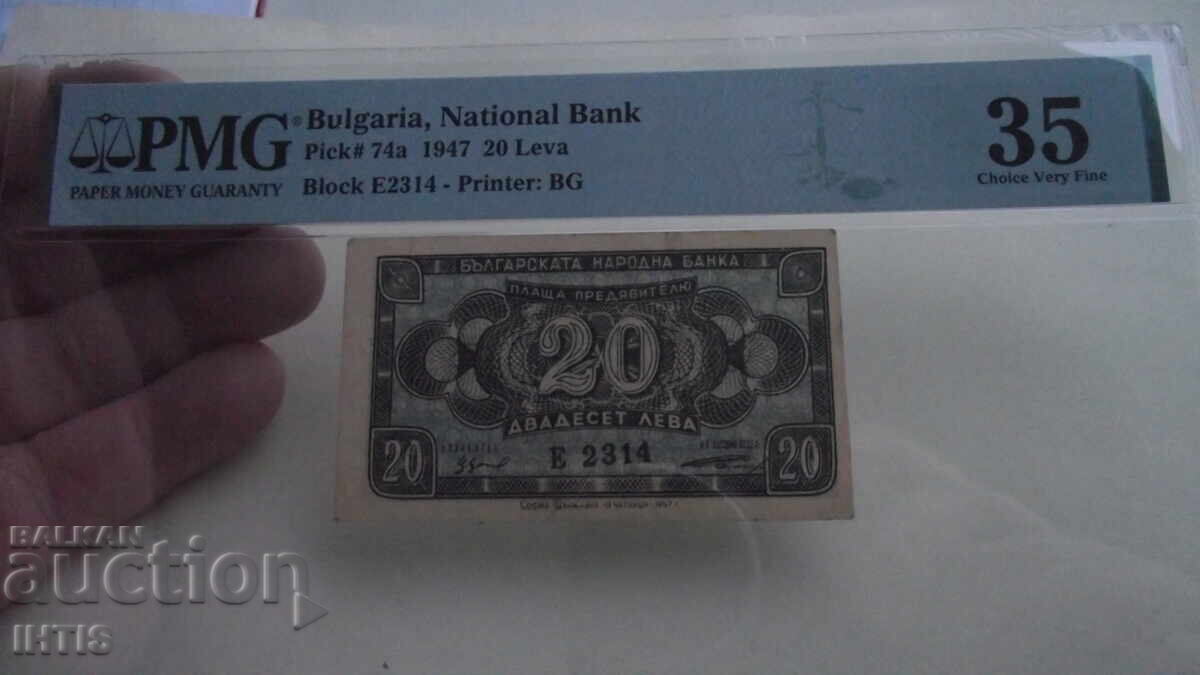 PMG® Bulgaria, National Bank
Pick# 74a 1947 20 Leva
Block E2314 - Printer: BG
PAPER MONEY GUARANTY
35
Choice Very Fine
БЪЛГАРСКАТА НАРОДНА БАНКА
ПЛАЩА ПРЕДЯВИТЕЛЮ
20
ДВАДЕСЕТ ЛЕВА
Е 2314
20 20
BALKAN
auction
IHTIS